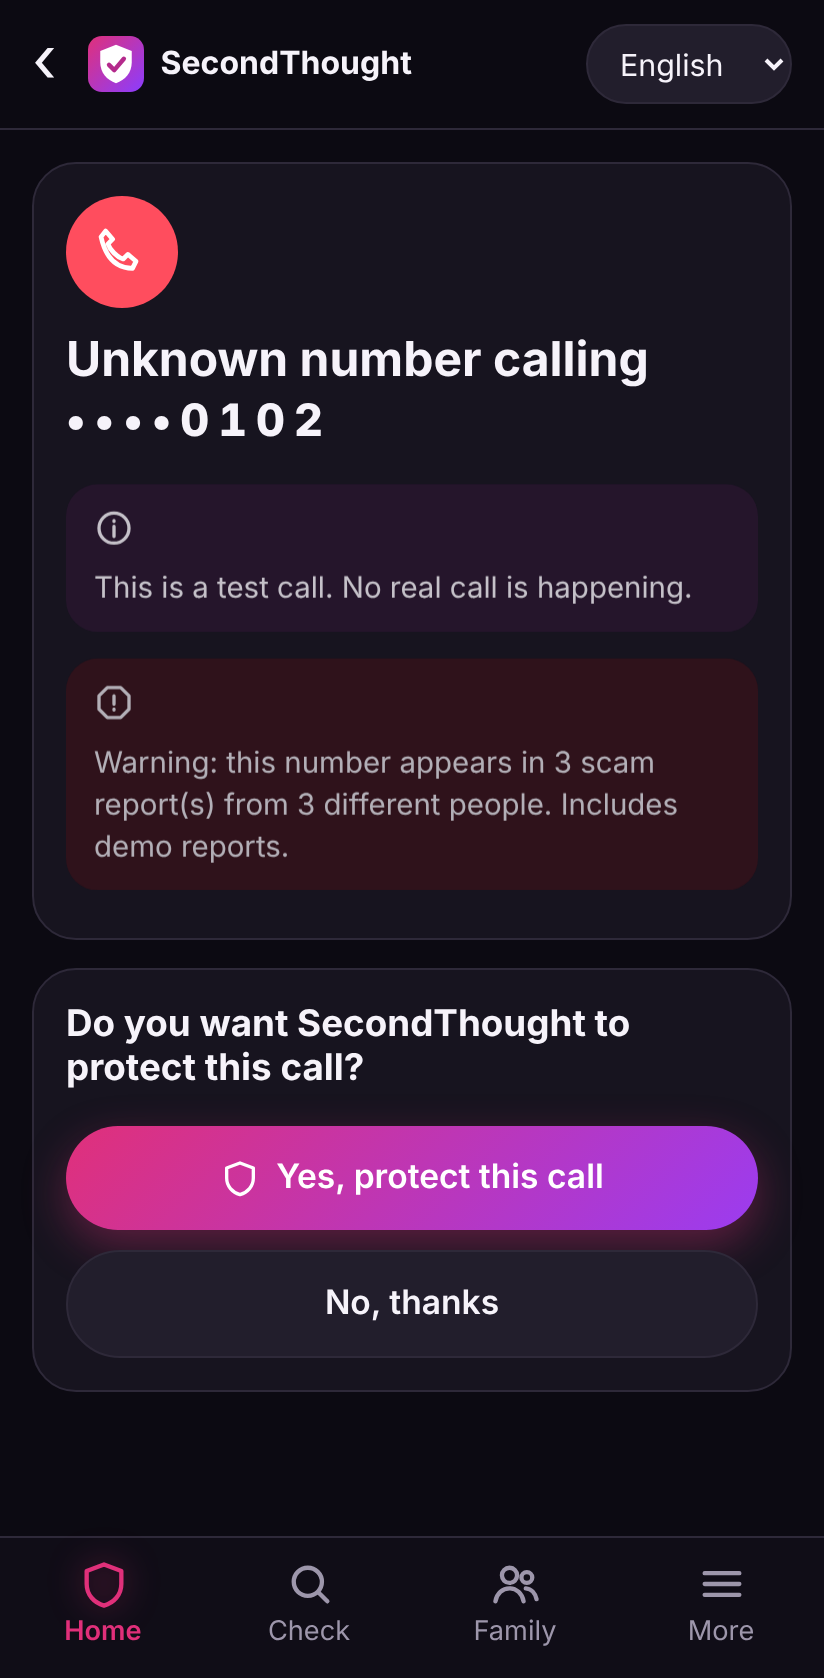 SecondThought
English
Unknown number calling
••••0102
This is a test call. No real call is happening.
Warning: this number appears in 3 scam
report(s) from 3 different people. Includes
demo reports.
Do you want SecondThought to
protect this call?
Yes, protect this call
No, thanks
Home
Check
Family
More